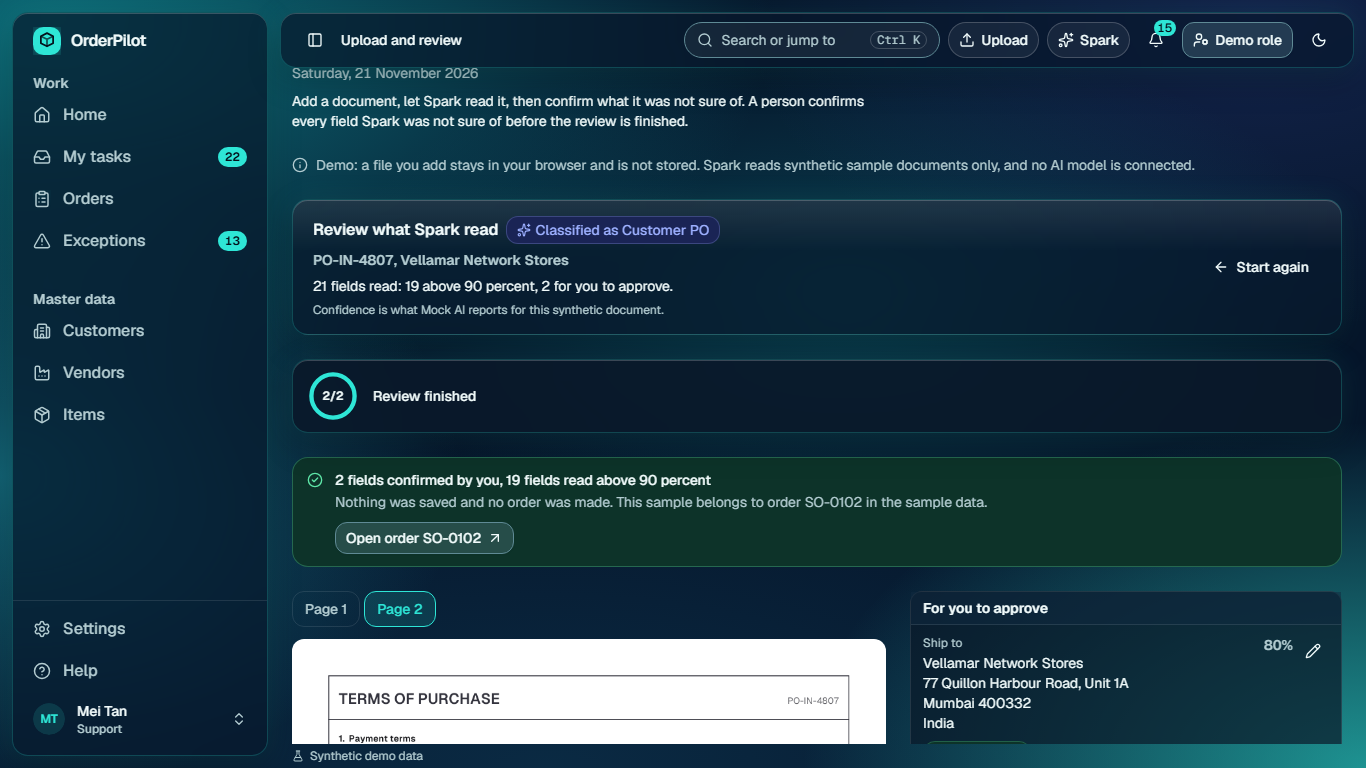 OrderPilot
Work
Home
My tasks 22
Orders
Exceptions 13
Master data
Customers
Vendors
Items
Settings
Help
MT
Mei Tan
Support
Upload and review
Search or jump to Ctrl K
Upload
Spark
15
Demo role
Saturday, 21 November 2026
Add a document, let Spark read it, then confirm what it was not sure of. A person confirms
every field Spark was not sure of before the review is finished.
Demo: a file you add stays in your browser and is not stored. Spark reads synthetic sample documents only, and no AI model is connected.
Review what Spark read Classified as Customer PO
PO-IN-4807, Vellamar Network Stores
21 fields read: 19 above 90 percent, 2 for you to approve.
Confidence is what Mock AI reports for this synthetic document.
Start again
2/2 Review finished
2 fields confirmed by you, 19 fields read above 90 percent
Nothing was saved and no order was made. This sample belongs to order SO-0102 in the sample data.
Open order SO-0102
Page 1 Page 2
TERMS OF PURCHASE PO-IN-4807
1. Payment terms
For you to approve
Ship to 80%
Vellamar Network Stores
77 Quillon Harbour Road, Unit 1A
Mumbai 400332
India
Synthetic demo data